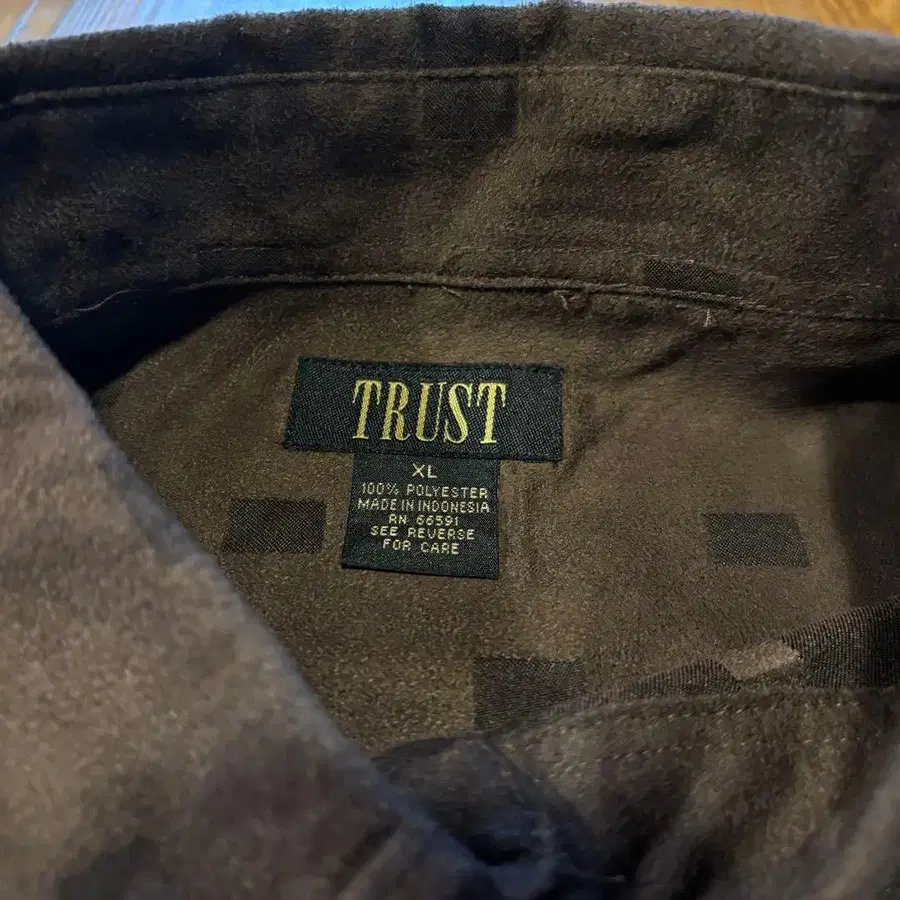 TRUST
XL
100% POLYESTER
MADE IN INDONESIA
RN 66591
SEE REVERSE
FOR CARE